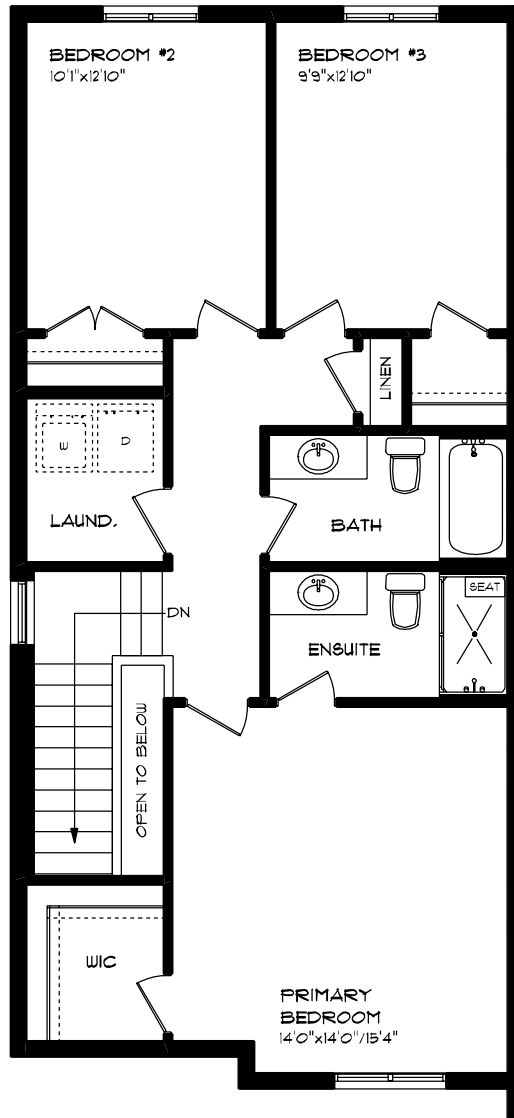 BEDROOM #2
10'1"x12'10"
BEDROOM #3
9'9"x12'10"
LINEN
W
D
LAUND.
BATH
DN
SEAT
ENSUITE
OPEN TO BELOW
WIC
PRIMARY
BEDROOM
14'0"x14'0"/15'4"